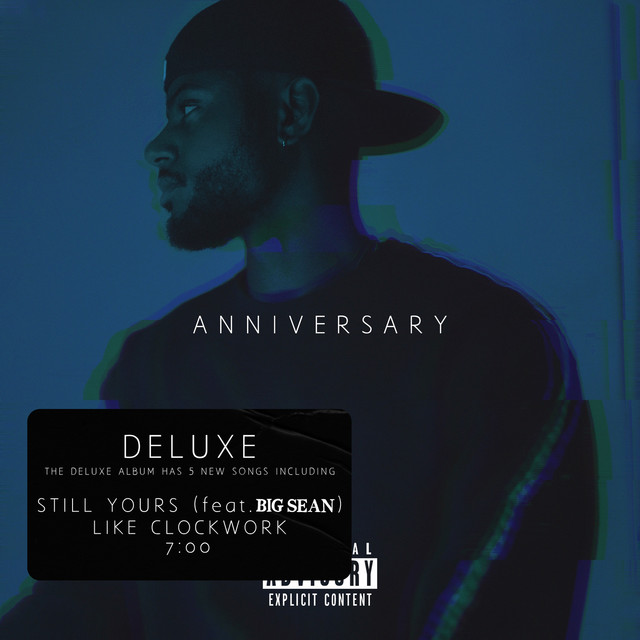 ANNIVERSARY
DELUXE
THE DELUXE ALBUM HAS 5 NEW SONGS INCLUDING
STILL YOURS (feat. BIG SEAN)
LIKE CLOCKWORK
7:00
EXPLICIT CONTENT